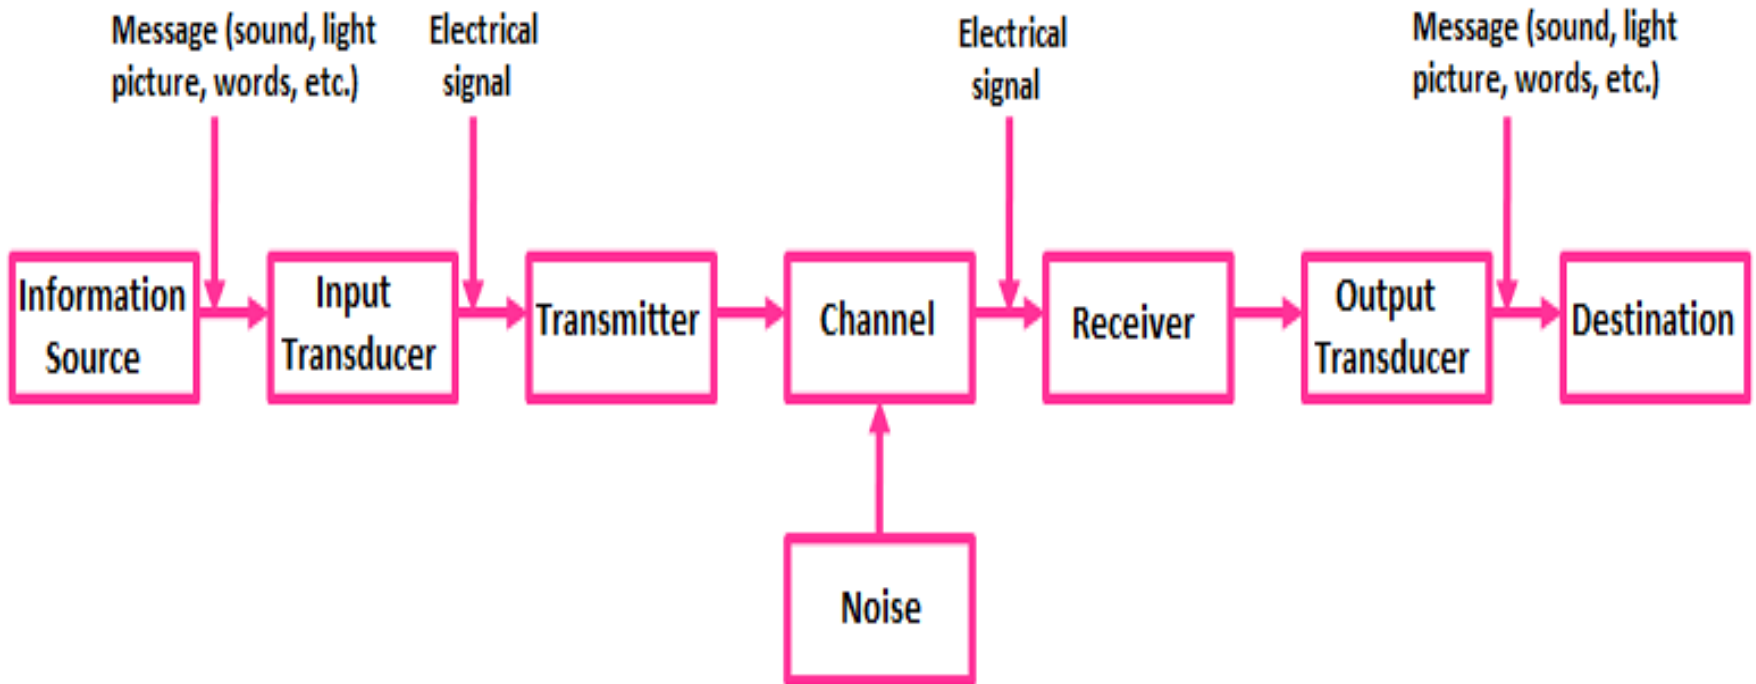 Message (sound, light
picture, words, etc.)
Electrical
signal
Electrical
signal
Message (sound, light
picture, words, etc.)
Information
Source
Input
Transducer
Transmitter
Channel
Receiver
Output
Transducer
Destination
Noise